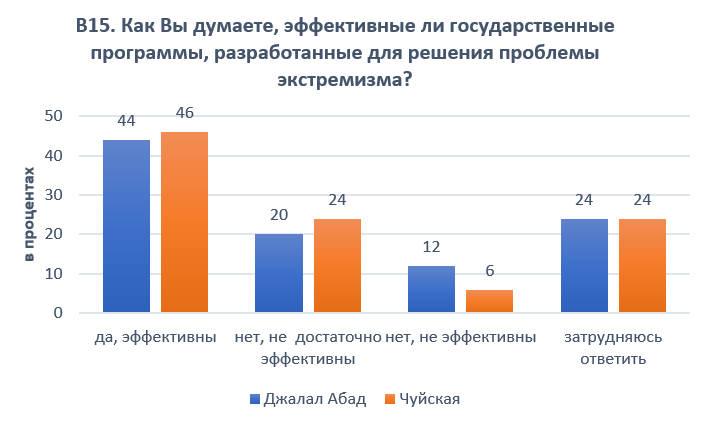 В15. Как Вы думаете, эффективные ли государственные
программы, разработанные для решения проблемы
экстремизма?
в процентах
50
40
30
20
10
0
44
46
20
24
12
6
24
24
да, эффективны
нет, не достаточно
эффективны
нет, не эффективны
затрудняюсь
ответить
Джалал Абад
Чуйская